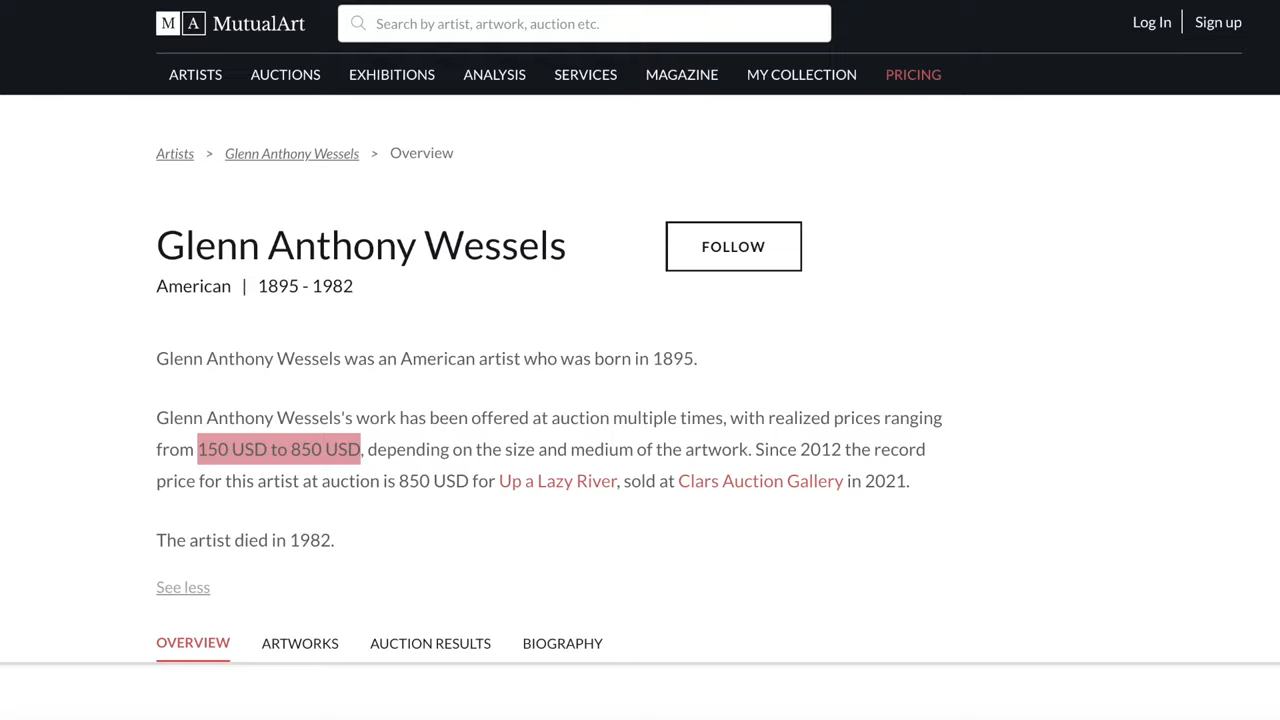 M A MutualArt Search by artist, artwork, auction etc. Log In Sign up
ARTISTS AUCTIONS EXHIBITIONS ANALYSIS SERVICES MAGAZINE MY COLLECTION PRICING
Artists > Glenn Anthony Wessels > Overview
Glenn Anthony Wessels FOLLOW
American | 1895 - 1982
Glenn Anthony Wessels was an American artist who was born in 1895.
Glenn Anthony Wessels's work has been offered at auction multiple times, with realized prices ranging
from 150 USD to 850 USD, depending on the size and medium of the artwork. Since 2012 the record
price for this artist at auction is 850 USD for Up a Lazy River, sold at Clars Auction Gallery in 2021.
The artist died in 1982.
See less
OVERVIEW ARTWORKS AUCTION RESULTS BIOGRAPHY